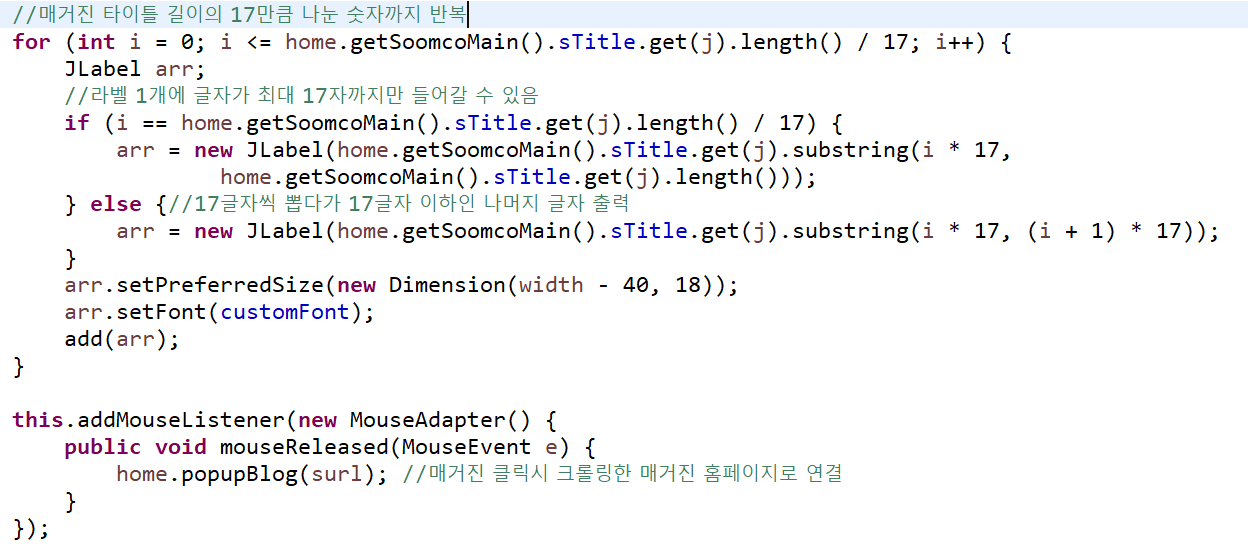 //매거진 타이틀 길이의 17만큼 나눈 숫자까지 반복
for (int i = 0; i <= home.getSoomcoMain().sTitle.get(j).length() / 17; i++) {
    JLabel arr;
    //라벨 1개에 글자가 최대 17자까지만 들어갈 수 있음
    if (i == home.getSoomcoMain().sTitle.get(j).length() / 17) {
        arr = new JLabel(home.getSoomcoMain().sTitle.get(j).substring(i * 17,
                home.getSoomcoMain().sTitle.get(j).length()));
    } else {//17글자씩 뽑다가 17글자 이하인 나머지 글자 출력
        arr = new JLabel(home.getSoomcoMain().sTitle.get(j).substring(i * 17, (i + 1) * 17));
    }
    arr.setPreferredSize(new Dimension(width - 40, 18));
    arr.setFont(customFont);
    add(arr);
}
this.addMouseListener(new MouseAdapter() {
    public void mouseReleased(MouseEvent e) {
        home.popupBlog(surl); //매거진 클릭시 크롤링한 매거진 홈페이지로 연결
    }
});